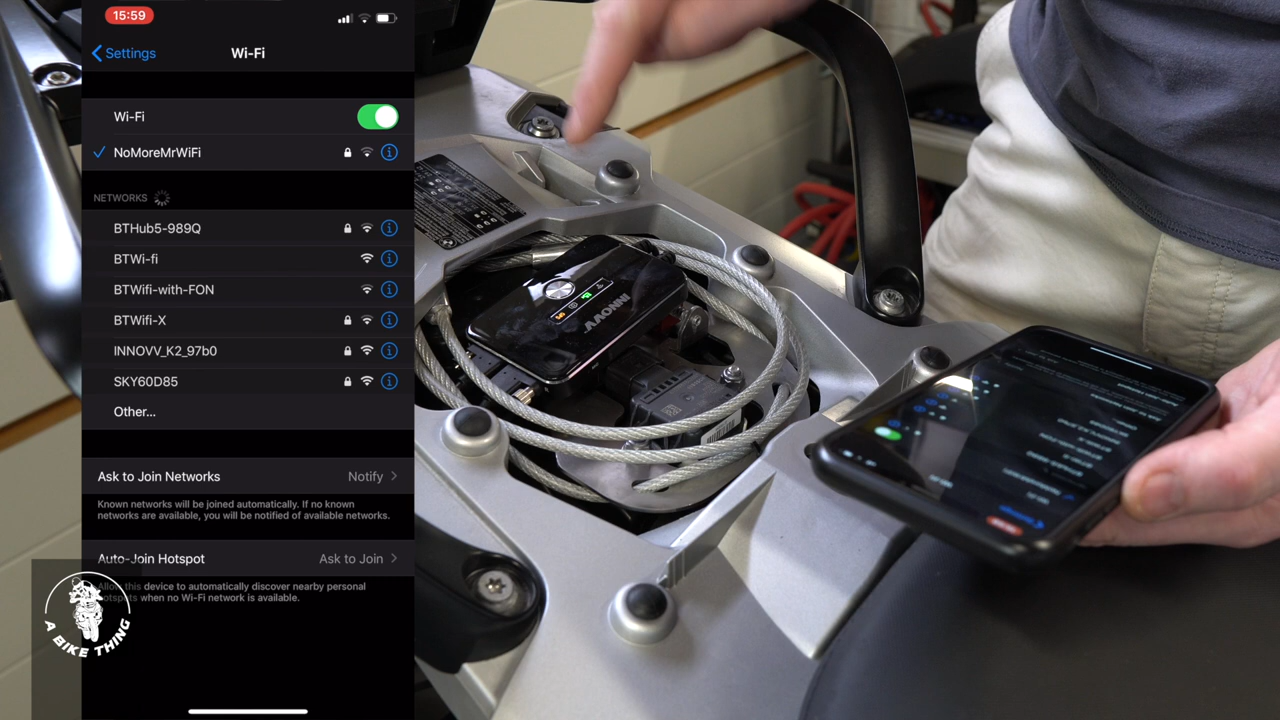 15:59
Settings
Wi-Fi
Wi-Fi
NoMoreMrWiFi
NETWORKS
BTHub5-989Q
BTWi-fi
BTWifi-with-FON
BTWifi-X
INNOVV_K2_97b0
SKY60D85
Other...
Ask to Join Networks Notify
Known networks will be joined automatically. If no known
networks are available, you will be notified of available networks.
Auto-Join Hotspot Ask to Join
Allow this device to automatically discover nearby personal
hotspots when no Wi-Fi network is available.
A BIKE THING
INNOVV